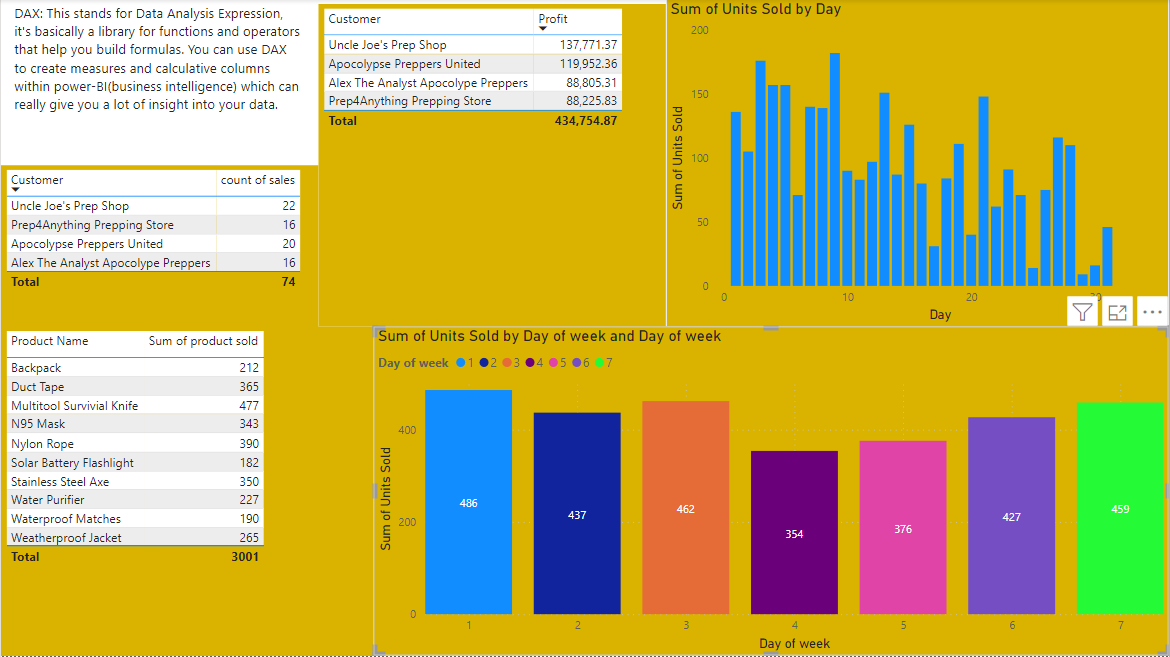 DAX: This stands for Data Analysis Expression,
it's basically a library for functions and operators
that help you build formulas. You can use DAX
to create measures and calculative columns
within power-BI(business intelligence) which can
really give you a lot of insight into your data.
Customer Profit
Uncle Joe's Prep Shop 137,771.37
Apocolypse Preppers United 119,952.36
Alex The Analyst Apocolype Preppers 88,805.31
Prep4Anything Prepping Store 88,225.83
Total 434,754.87
Sum of Units Sold by Day
Sum of Units Sold
200
150
100
50
0
0 10 20 30
Day
Customer count of sales
Uncle Joe's Prep Shop 22
Prep4Anything Prepping Store 16
Apocolypse Preppers United 20
Alex The Analyst Apocolype Preppers 16
Total 74
Product Name Sum of product sold
Backpack 212
Duct Tape 365
Multitool Survivial Knife 477
N95 Mask 343
Nylon Rope 390
Solar Battery Flashlight 182
Stainless Steel Axe 350
Water Purifier 227
Waterproof Matches 190
Weatherproof Jacket 265
Total 3001
Sum of Units Sold by Day of week and Day of week
Day of week 1 2 3 4 5 6 7
Sum of Units Sold
400
200
0
486 437 462 354 376 427 459
1 2 3 4 5 6 7
Day of week